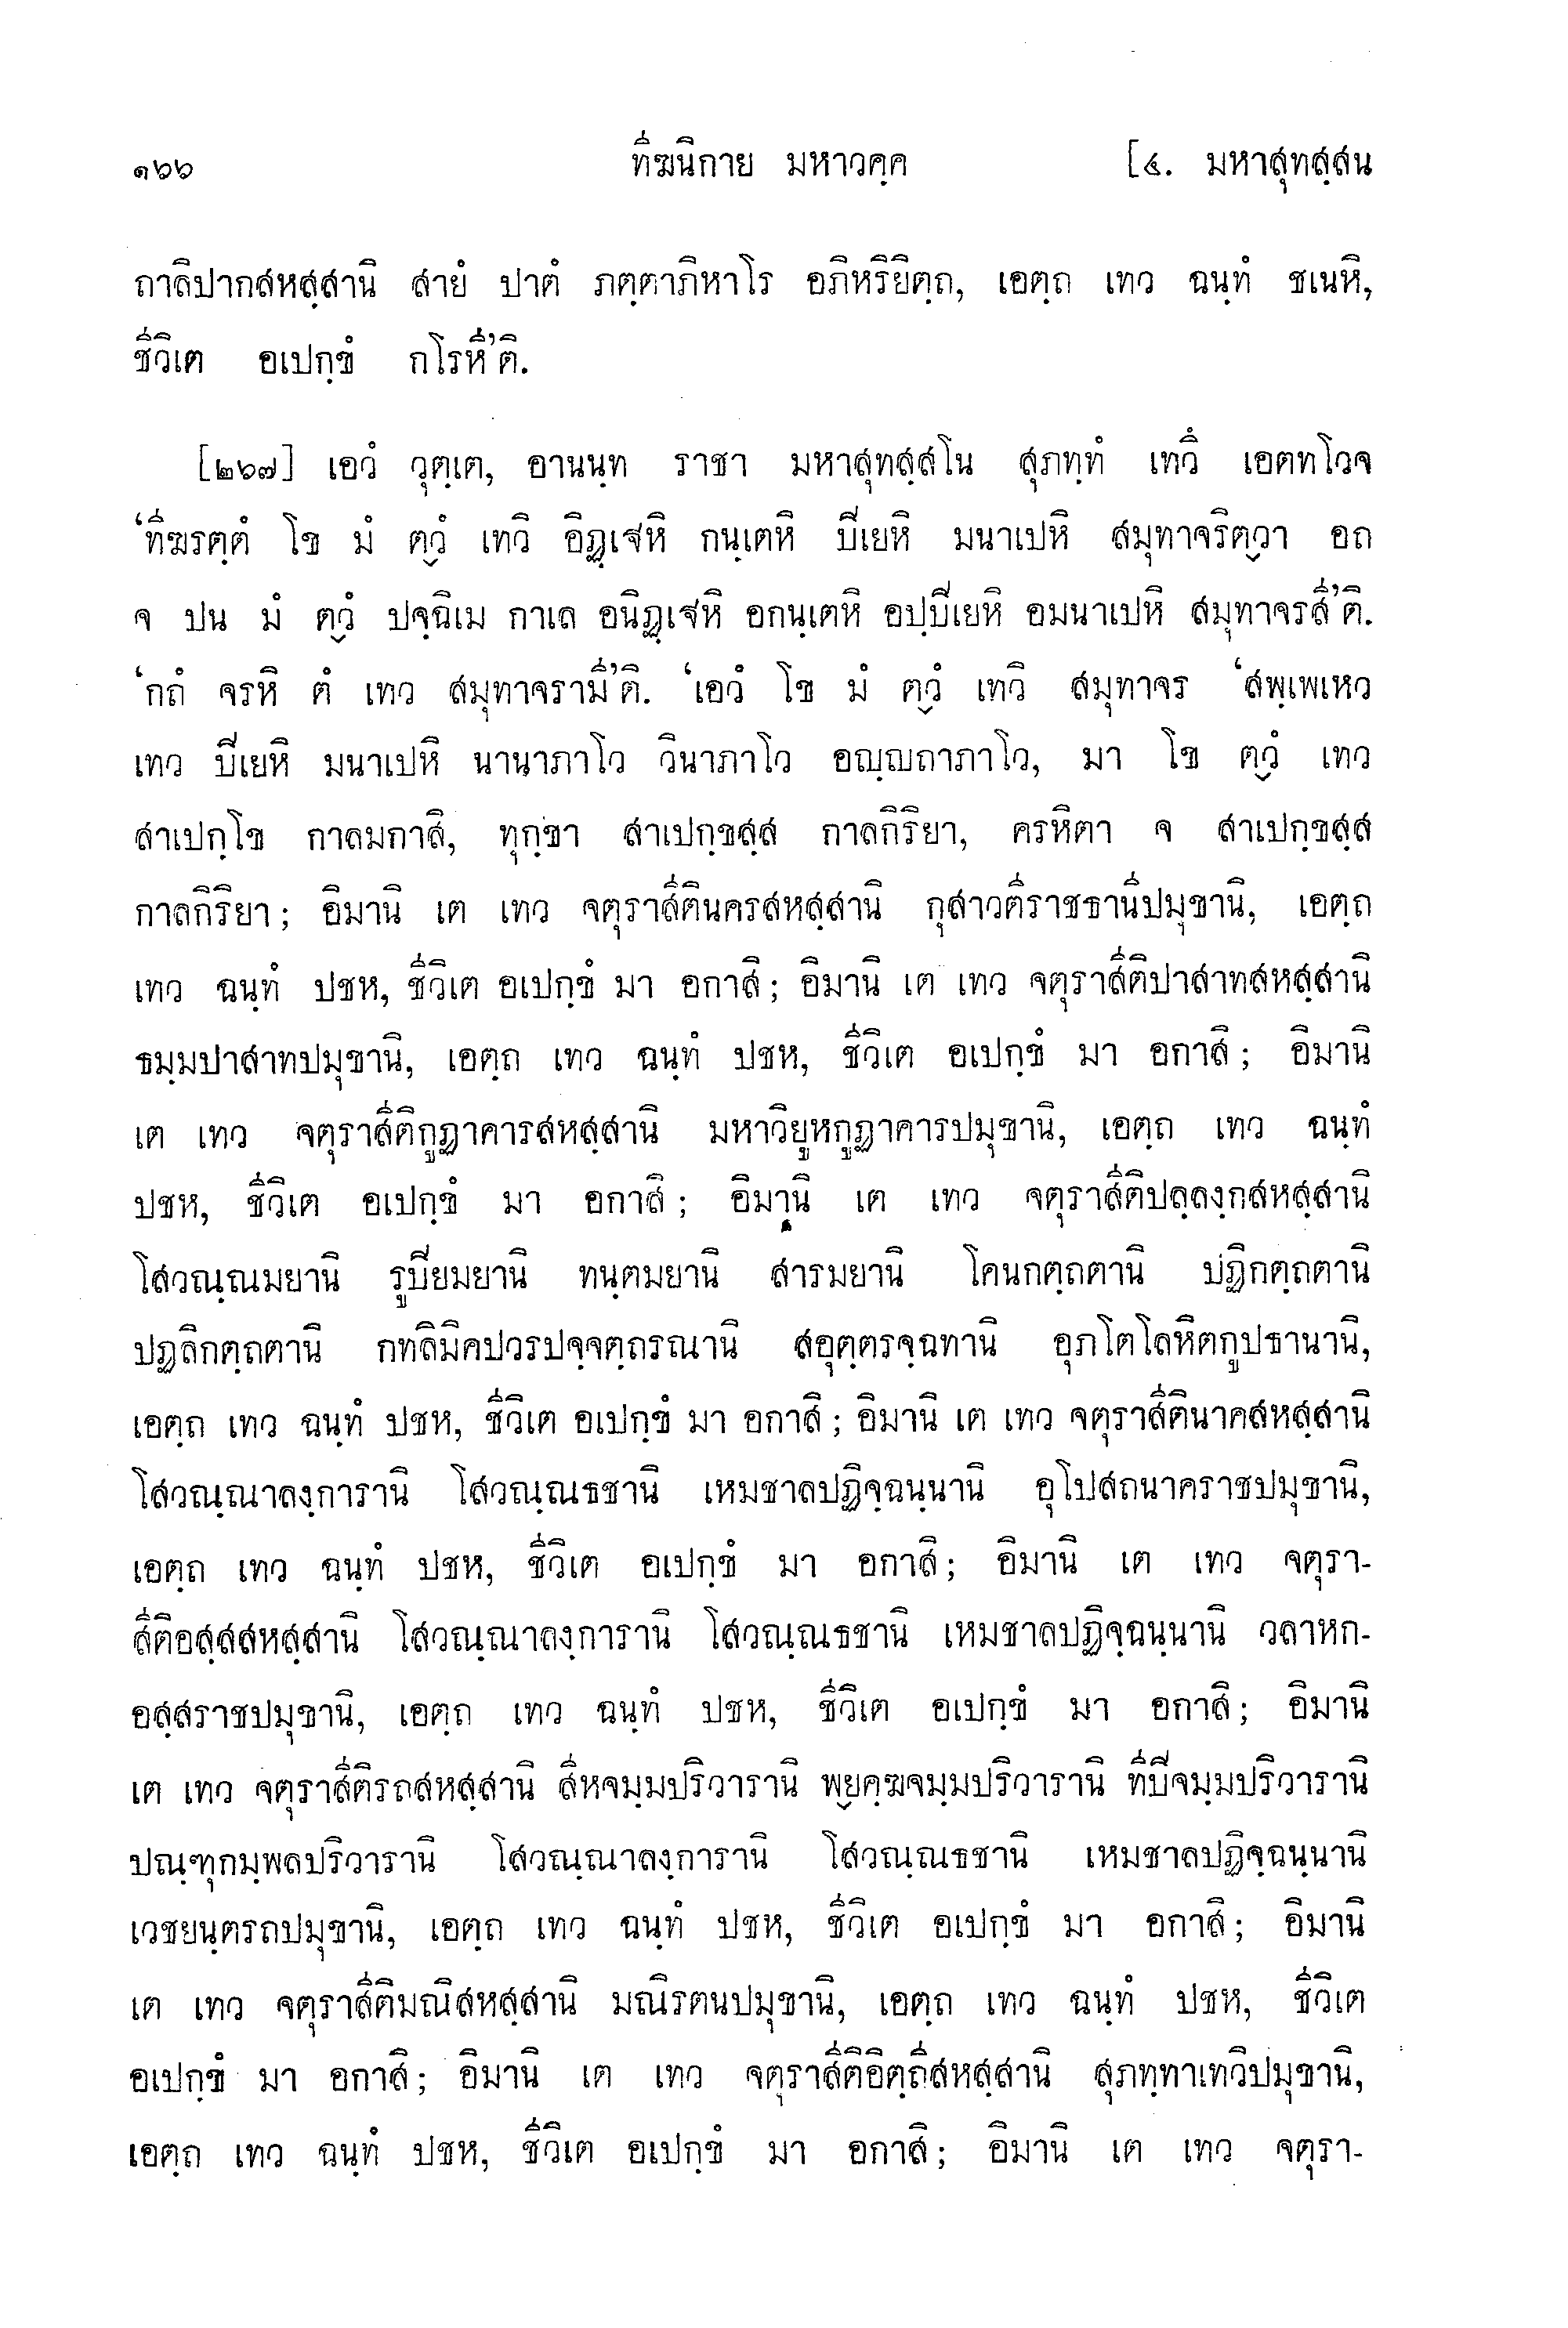 ๑๖๖ ทีฆนิกาย มหาวคฺค [๔. มหาสุทสฺสน
ถาลิปากสหสฺสานิ สายํ ปาตํ ภตฺตาภิหาโร อภิหริยิตฺถ, เอตฺถ เทว ฉนฺทํ ชเนหิ,
ชีวิเต อเปกฺขํ กโรหี’ติ.
[๒๖๗] เอวํ วุตฺเต, อานนฺท ราชา มหาสุทสฺสโน สุภทฺทํ เทวึ เอตทโวจ
‘ทีฆรตฺตํ โข มํ ตฺวํ เทวิ อิฏฺเฐหิ กนฺเตหิ ปิเยหิ มนาเปหิ สมุทาจริตฺวา อถ
จ ปน มํ ตฺวํ ปจฺฉิเม กาเล อนิฏฺเฐหิ อกนฺเตหิ อปฺปิเยหิ อมนาเปหิ สมุทาจรสี’ติ.
‘กถํ จรหิ ตํ เทว สมุทาจรามี’ติ. ‘เอวํ โข มํ ตฺวํ เทวิ สมุทาจร ‘สพฺเพเหว
เทว ปิเยหิ มนาเปหิ นานาภาโว วินาภาโว อญฺญถาภาโว, มา โข ตฺวํ เทว
สาเปกฺโข กาลมกาสิ, ทุกฺขา สาเปกฺขสฺส กาลกิริยา, ครหิตา จ สาเปกฺขสฺส
กาลกิริยา; อิมานิ เต เทว จตุราสีตินครสหสฺสานิ กุสาวตีราชธานีปมุขานิ, เอตฺถ
เทว ฉนฺทํ ปชห, ชีวิเต อเปกฺขํ มา อกาสิ; อิมานิ เต เทว จตุราสีติปาสาทสหสฺสานิ
ธมฺมปาสาทปมุขานิ, เอตฺถ เทว ฉนฺทํ ปชห, ชีวิเต อเปกฺขํ มา อกาสิ; อิมานิ
เต เทว จตุราสีติกูฏาคารสหสฺสานิ มหาวิยูหกูฏาคารปมุขานิ, เอตฺถ เทว ฉนฺทํ
ปชห, ชีวิเต อเปกฺขํ มา อกาสิ; อิมานิ เต เทว จตุราสีติปลฺลงฺกสหสฺสานิ
โสวณฺณมยานิ รูปิยมยานิ ทนฺตมยานิ สารมยานิ โคนกตฺถตานิ ปฏิกตฺถตานิ
ปฏลิกตฺถตานิ กทลิมิคปวรปจฺจตฺถรณานิ สอุตฺตรจฺฉทานิ อุภโตโลหิตกูปธานานิ,
เอตฺถ เทว ฉนฺทํ ปชห, ชีวิเต อเปกฺขํ มา อกาสิ; อิมานิ เต เทว จตุราสีตินาคสหสฺสานิ
โสวณฺณาลงฺการานิ โสวณฺณธชานิ เหมชาลปฏิจฺฉนฺนานิ อุโปสถนาคราชปมุขานิ,
เอตฺถ เทว ฉนฺทํ ปชห, ชีวิเต อเปกฺขํ มา อกาสิ; อิมานิ เต เทว จตุรา-
สีติอสฺสสหสฺสานิ โสวณฺณาลงฺการานิ โสวณฺณธชานิ เหมชาลปฏิจฺฉนฺนานิ วลาหก-
อสฺสราชปมุขานิ, เอตฺถ เทว ฉนฺทํ ปชห, ชีวิเต อเปกฺขํ มา อกาสิ; อิมานิ
เต เทว จตุราสีติรถสหสฺสานิ สีหจมฺมปริวารานิ พฺยคฺฆจมฺมปริวารานิ ทีปิจมฺมปริวารานิ
ปณฺฑุกมฺพลปริวารานิ โสวณฺณาลงฺการานิ โสวณฺณธชานิ เหมชาลปฏิจฺฉนฺนานิ
เวชยนฺตรถปมุขานิ, เอตฺถ เทว ฉนฺทํ ปชห, ชีวิเต อเปกฺขํ มา อกาสิ; อิมานิ
เต เทว จตุราสีติมณิสหสฺสานิ มณิรตนปมุขานิ, เอตฺถ เทว ฉนฺทํ ปชห, ชีวิเต
อเปกฺขํ มา อกาสิ; อิมานิ เต เทว จตุราสีติอิตฺถีสหสฺสานิ สุภทฺทาเทวิปมุขานิ,
เอตฺถ เทว ฉนฺทํ ปชห, ชีวิเต อเปกฺขํ มา อกาสิ; อิมานิ เต เทว จตุรา-